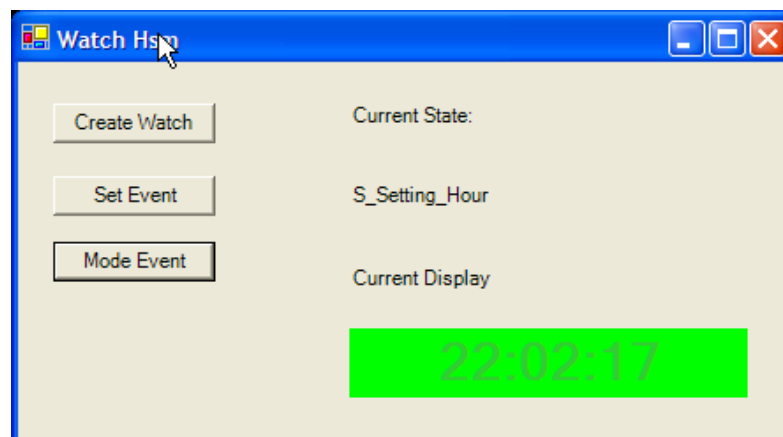 Watch Hsm
Create Watch
Current State:
Set Event
S_Setting_Hour
Mode Event
Current Display
22:02:17